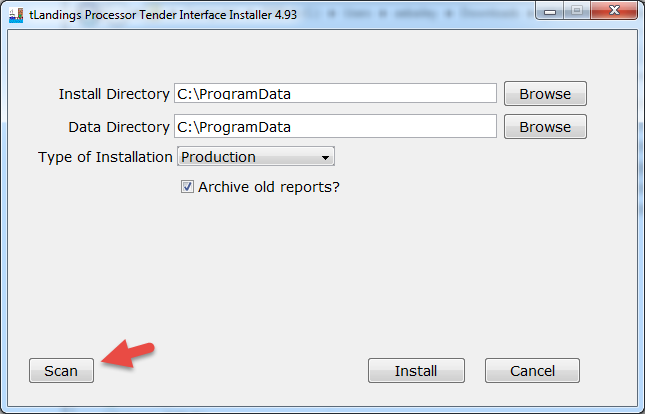 tLandings Processor Tender Interface Installer 4.93
Install Directory C:\ProgramData Browse
Data Directory C:\ProgramData Browse
Type of Installation Production
Archive old reports?
Scan Install Cancel